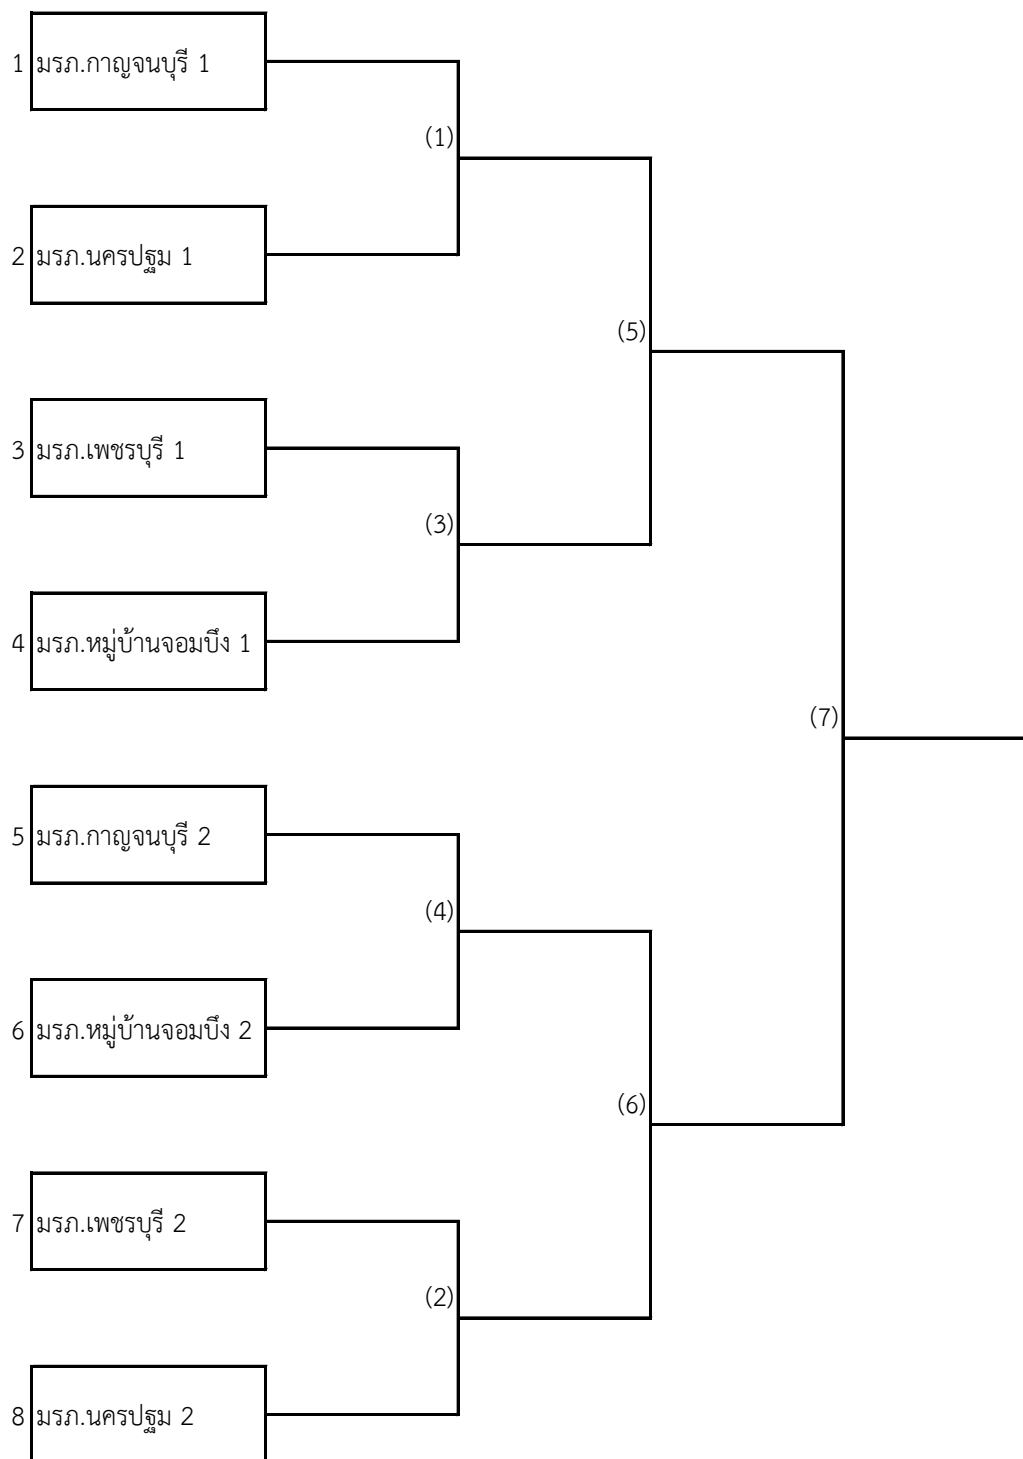 1 มรภ.กาญจนบุรี 1
(1)
2 มรภ.นครปฐม 1
(5)
3 มรภ.เพชรบุรี 1
(3)
4 มรภ.หมู่บ้านจอมบึง 1
(7)
5 มรภ.กาญจนบุรี 2
(4)
6 มรภ.หมู่บ้านจอมบึง 2
(6)
7 มรภ.เพชรบุรี 2
(2)
8 มรภ.นครปฐม 2